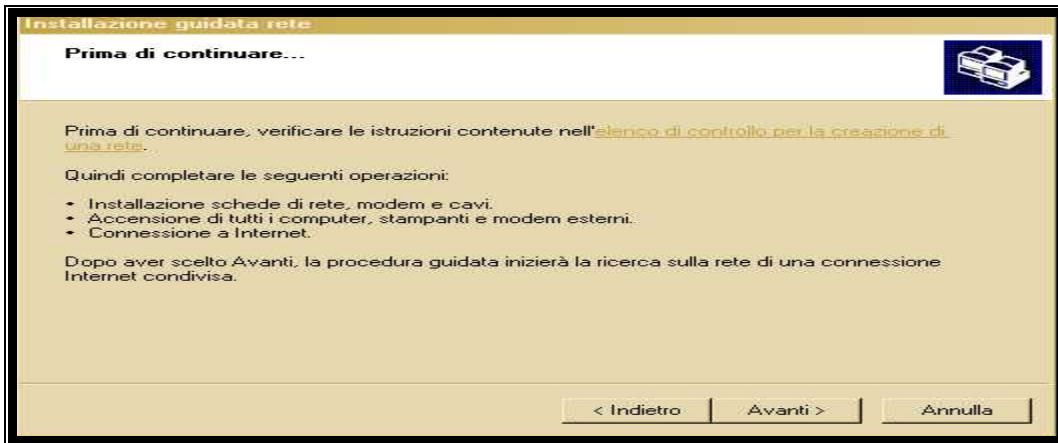 Installazione guidata rete
Prima di continuare...
Prima di continuare, verificare le istruzioni contenute nell'elenco di controllo per la creazione di
una rete.
Quindi completare le seguenti operazioni:
• Installazione schede di rete, modem e cavi.
• Accensione di tutti i computer, stampanti e modem esterni.
• Connessione a Internet.
Dopo aver scelto Avanti, la procedura guidata inizierà la ricerca sulla rete di una connessione
Internet condivisa.
< Indietro
Avanti >
Annulla